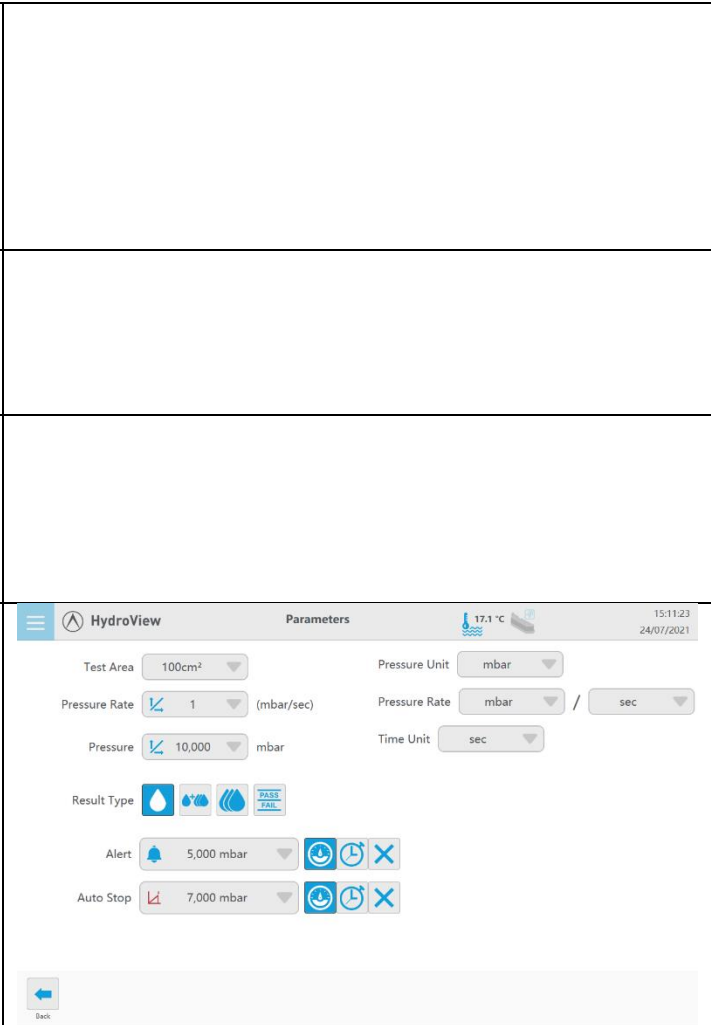 HydroView Parameters 17.1 °C 15:11:23
24/07/2021
Test Area 100cm² Pressure Unit mbar
Pressure Rate 1 (mbar/sec) Pressure Rate mbar / sec
Pressure 10,000 mbar Time Unit sec
Result Type PASS FAIL
Alert 5,000 mbar
Auto Stop 7,000 mbar
Back